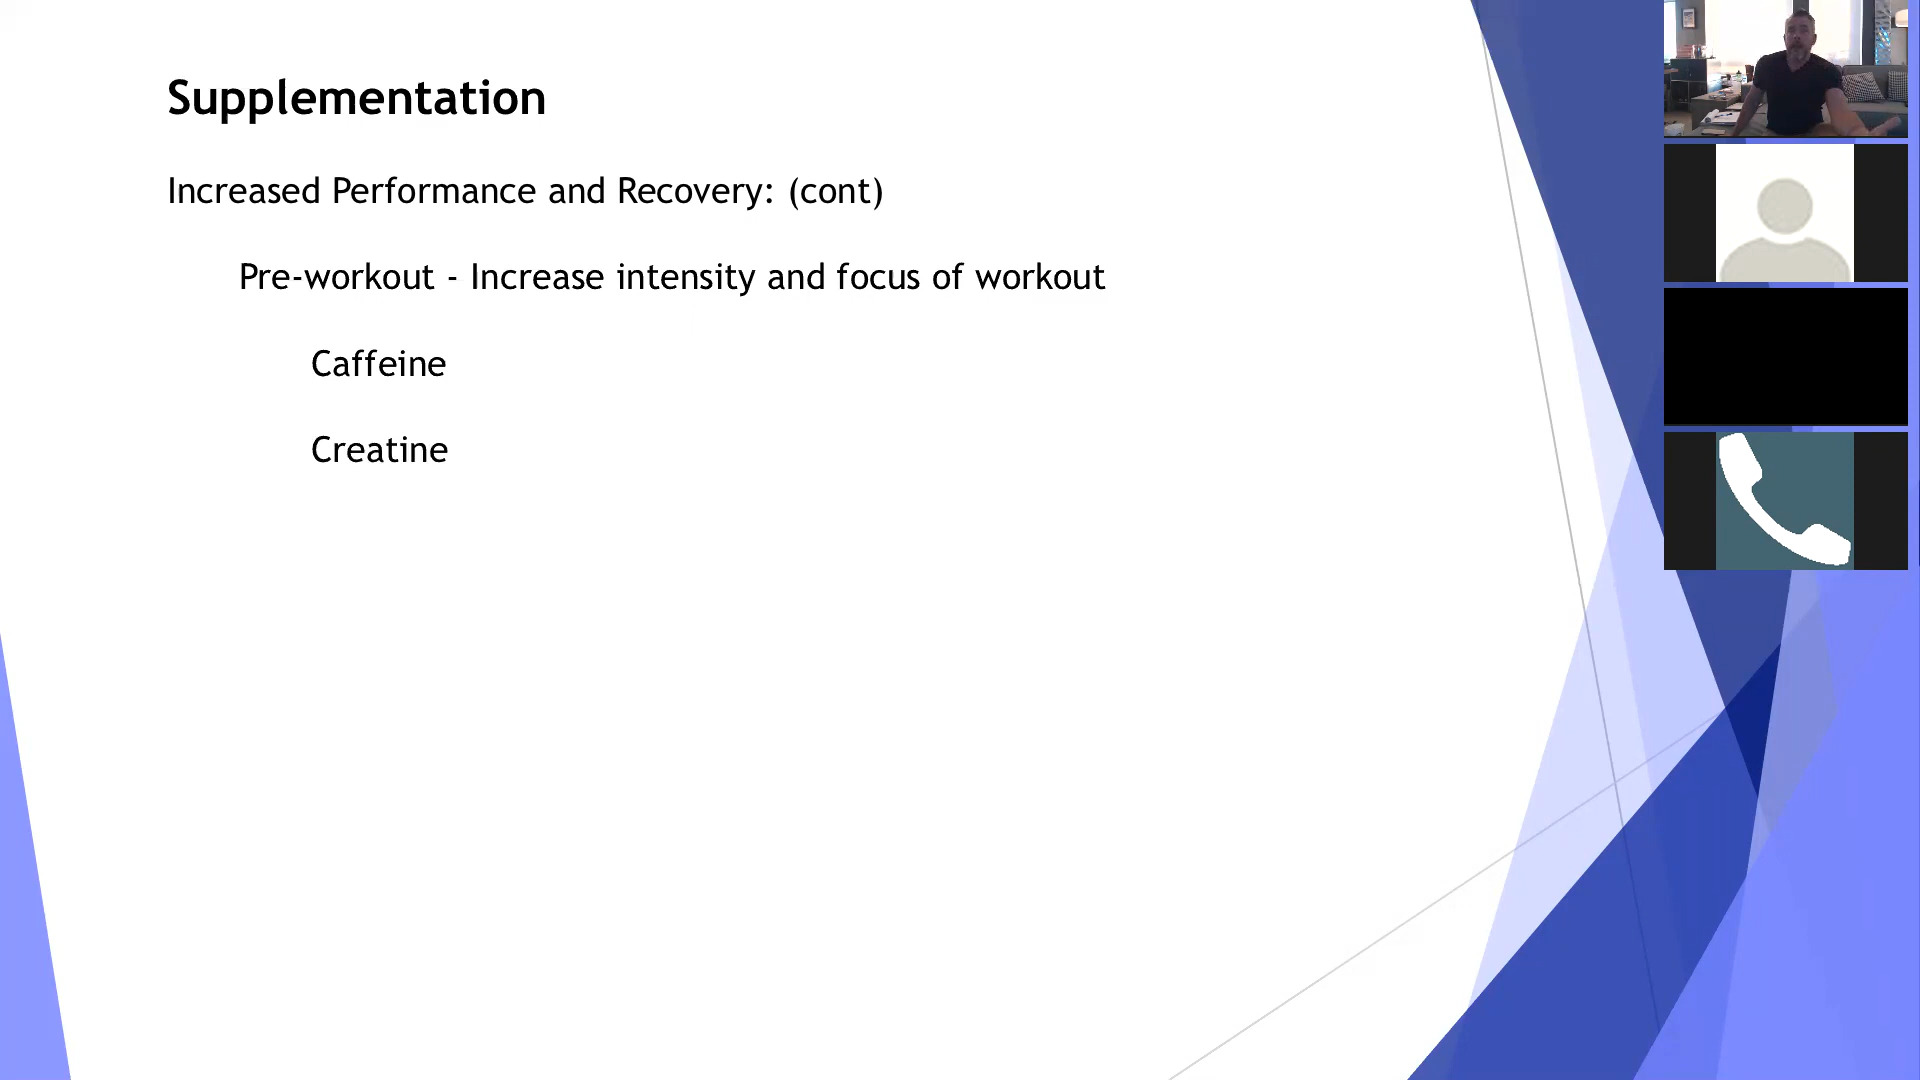 Supplementation
Increased Performance and Recovery: (cont)
Pre-workout - Increase intensity and focus of workout
Caffeine
Creatine